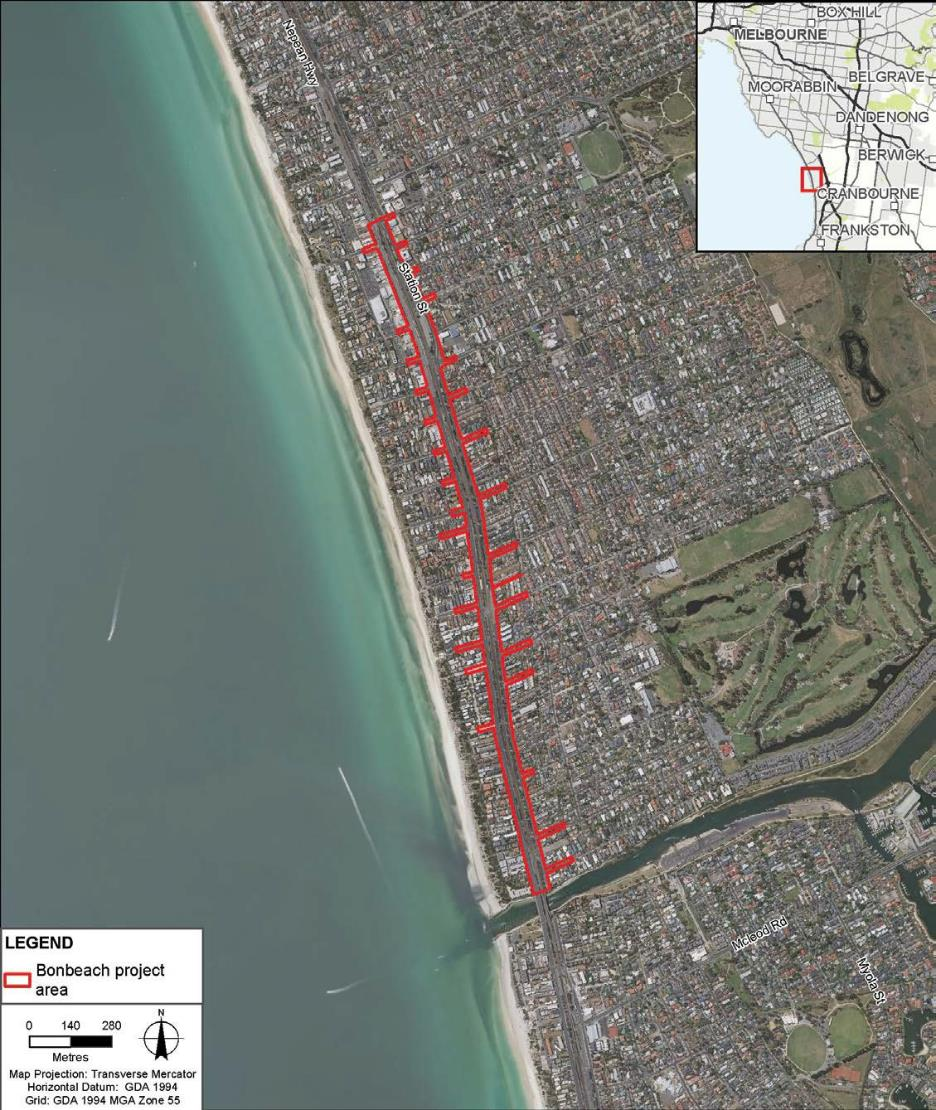 Nepean Hwy
BOX HILL
MELBOURNE
BELGRAVE
MOORABBIN
DANDENONG
BERWICK
CRANBOURNE
FRANKSTON
Station St
Mcleod Rd
Myola St
LEGEND
Bonbeach project
area
0 140 280
Metres
N
Map Projection: Transverse Mercator
Horizontal Datum: GDA 1994
Grid: GDA 1994 MGA Zone 55